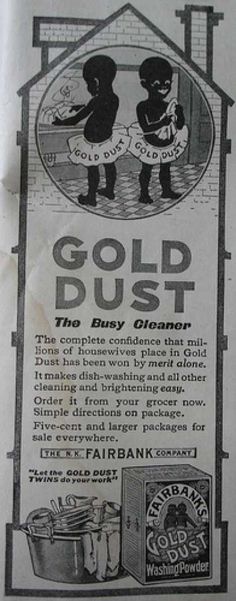 GOLD DUST
GOLD DUST
GOLD
DUST
The Busy Cleaner
The complete confidence that mil-
lions of housewives place in Gold
Dust has been won by merit alone.
It makes dish-washing and all other
cleaning and brightening easy.
Order it from your grocer now.
Simple directions on package.
Five-cent and larger packages for
sale everywhere.
THE N.K. FAIRBANK COMPANY
"Let the GOLD DUST
TWINS do your work"
FAIRBANK'S
GOLD
DUST
Washing Powder